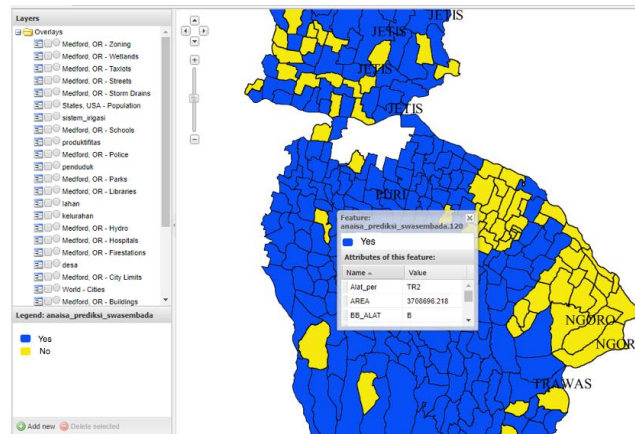 Layers
Overlays
Medford, OR - Zoning
Medford, OR - Wetlands
Medford, OR - Taxlots
Medford, OR - Streets
Medford, OR - Storm Drains
States, USA - Population
sistem_irigasi
Medford, OR - Schools
produktifitas
Medford, OR - Police
penduduk
Medford, OR - Parks
Medford, OR - Libraries
lahan
kelurahan
Medford, OR - Hydro
Medford, OR - Hospitals
Medford, OR - Firestations
desa
Medford, OR - City Limits
World - Cities
Medford, OR - Buildings
Legend: anaisa_prediksi_swasembada
Yes
No
Add new Delete selected
JETIS
JETIS
JETIS
JETIS
PURI
Feature:
anaisa_prediksi_swasembada.120
Yes
Attributes of this feature:
Name Value
Alat_per TR2
AREA 3708696.218
BB_ALAT B
NGORO
NGOR
TRAWAS